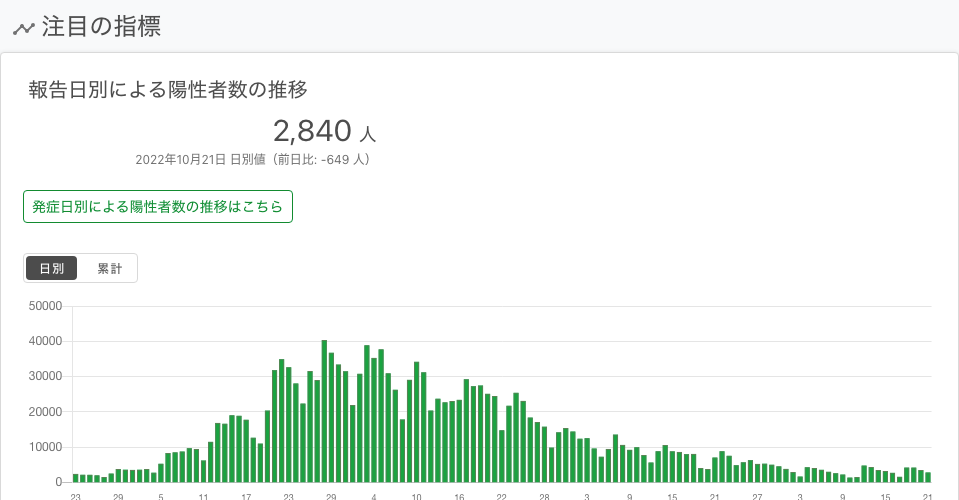 注目の指標
報告日別による陽性者数の推移
2,840 人
2022年10月21日 日別値（前日比: -649 人）
発症日別による陽性者数の推移はこちら
日別 累計
50000
40000
30000
20000
10000
0
23 29 5 11 17 23 29 4 10 16 22 28 3 9 15 21 27 3 9 15 21